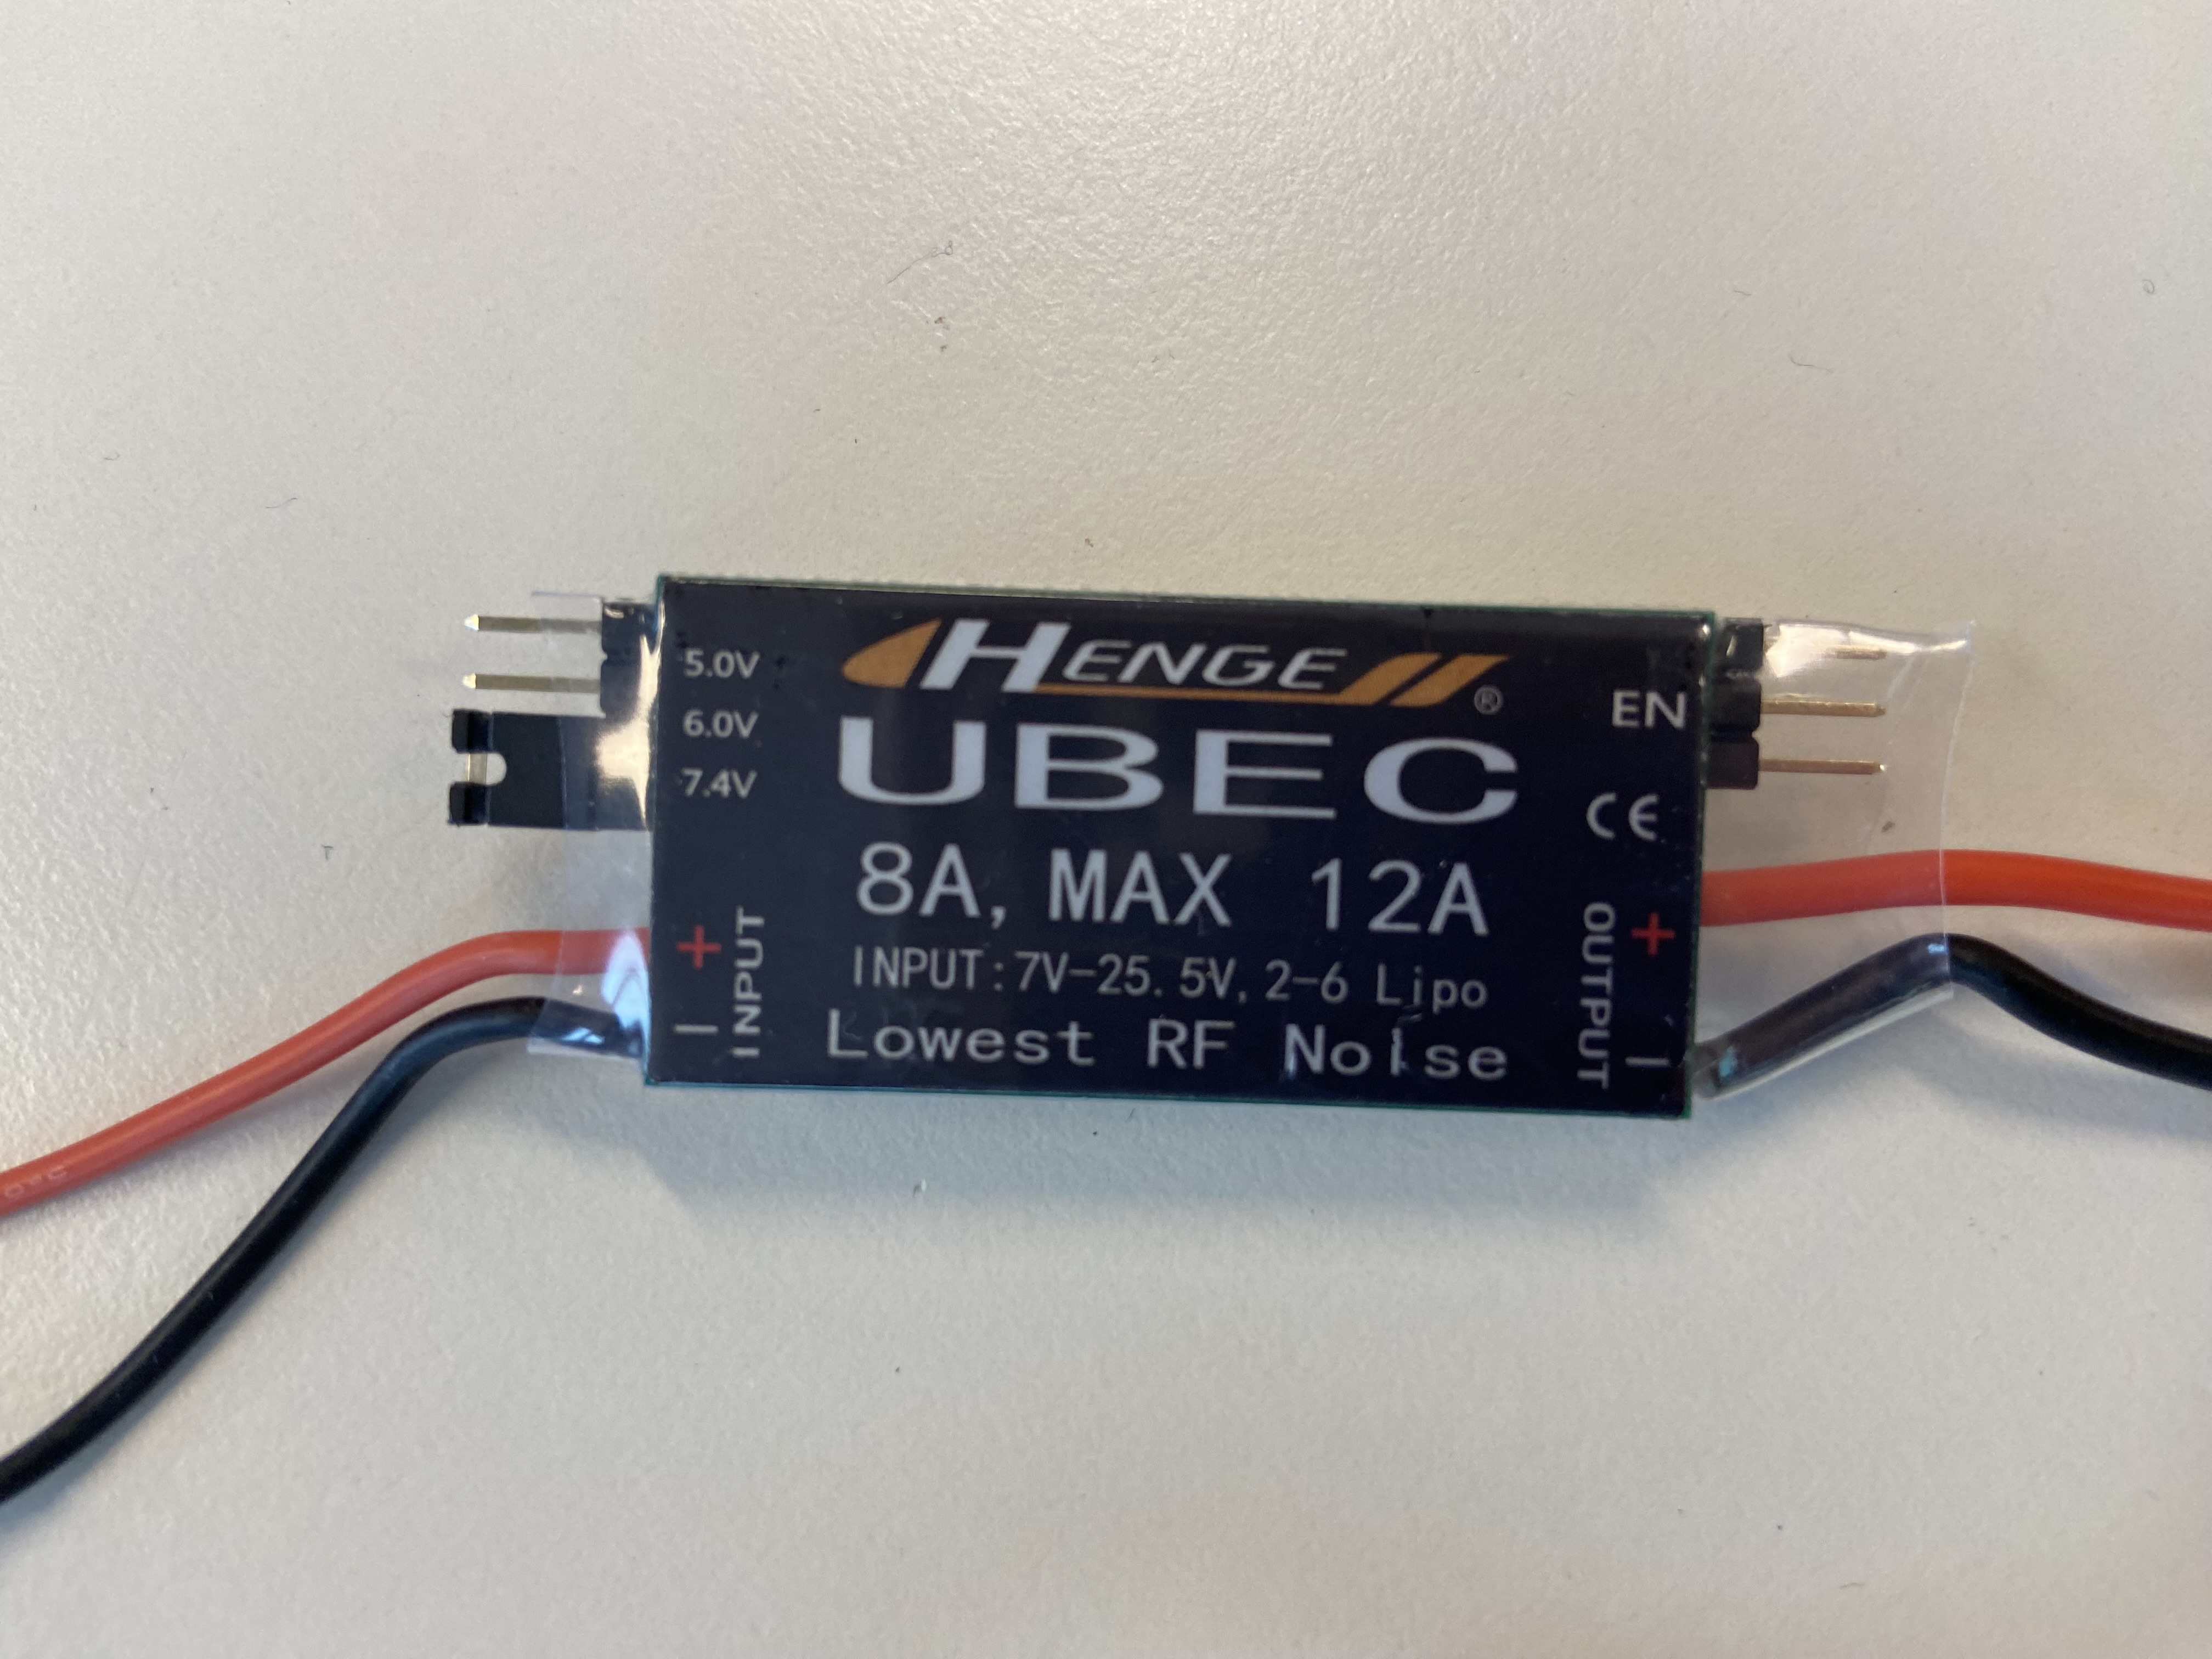 HENGE ®
UBEC
8A, MAX 12A
INPUT:7V-25.5V, 2-6 Lipo
Lowest RF Noise
5.0V
6.0V
7.4V
+
INPUT
−
EN
CE
+
OUTPUT
−